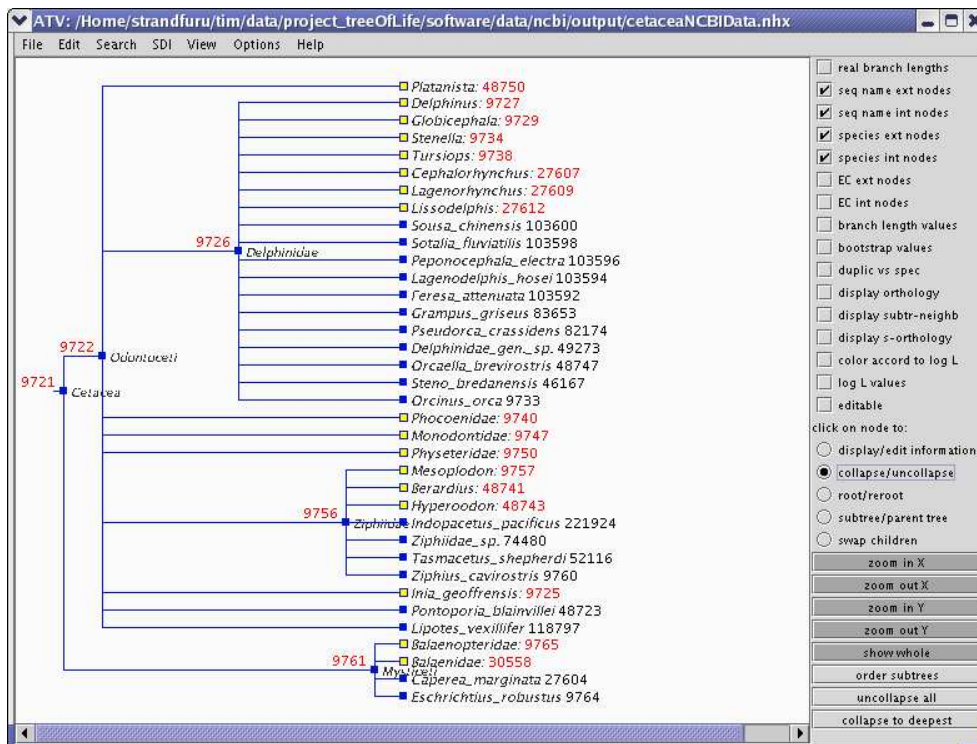 ATV: /Home/strandfuru/tim/data/project_treeOfLife/software/data/ncbi/output/cetaceaNCBIData.nhx
File Edit Search SDI View Options Help
Platanista: 48750
Delphinus: 9727
Globicephala: 9729
Stenella: 9734
Tursiops: 9738
Cephalorhynchus: 27607
Lagenorhynchus: 27609
Lissodelphis: 27612
Sousa_chinensis 103600
9726
Sotalia_fluviatilis 103598
Delphinidae
Peponocephala_electra 103596
Lagenodelphis_hosei 103594
Feresa_attenuata 103592
Grampus_griseus 83653
Pseudorca_crassidens 82174
9722
Delphinidae_gen._sp. 49273
Odontoceti
Orcaella_brevirostris 48747
9721
Steno_bredanensis 46167
Cetacea
Orcinus_orca 9733
Phocoenidae: 9740
Monodontidae: 9747
Physeteridae: 9750
Mesoplodon: 9757
Berardius: 48741
Hyperoodon: 48743
9756
Ziphiidae
Indopacetus_pacificus 221924
Ziphiidae_sp. 74480
Tasmacetus_shepherdi 52116
Ziphius_cavirostris 9760
Inia_geoffrensis: 9725
Pontoporia_blainvillei 48723
Lipotes_vexillifer 118797
Balaenopteridae: 9765
9761
Balaenidae: 30558
Mysticeti
Caperea_marginata 27604
Eschrichtius_robustus 9764
real branch lengths
seq name ext nodes
seq name int nodes
species ext nodes
species int nodes
EC ext nodes
EC int nodes
branch length values
bootstrap values
duplic vs spec
display orthology
display subtr-neighb
display s-orthology
color accord to log L
log L values
editable
click on node to:
display/edit information
collapse/uncollapse
root/reroot
subtree/parent tree
swap children
zoom in X
zoom out X
zoom in Y
zoom out Y
show whole
order subtrees
uncollapse all
collapse to deepest